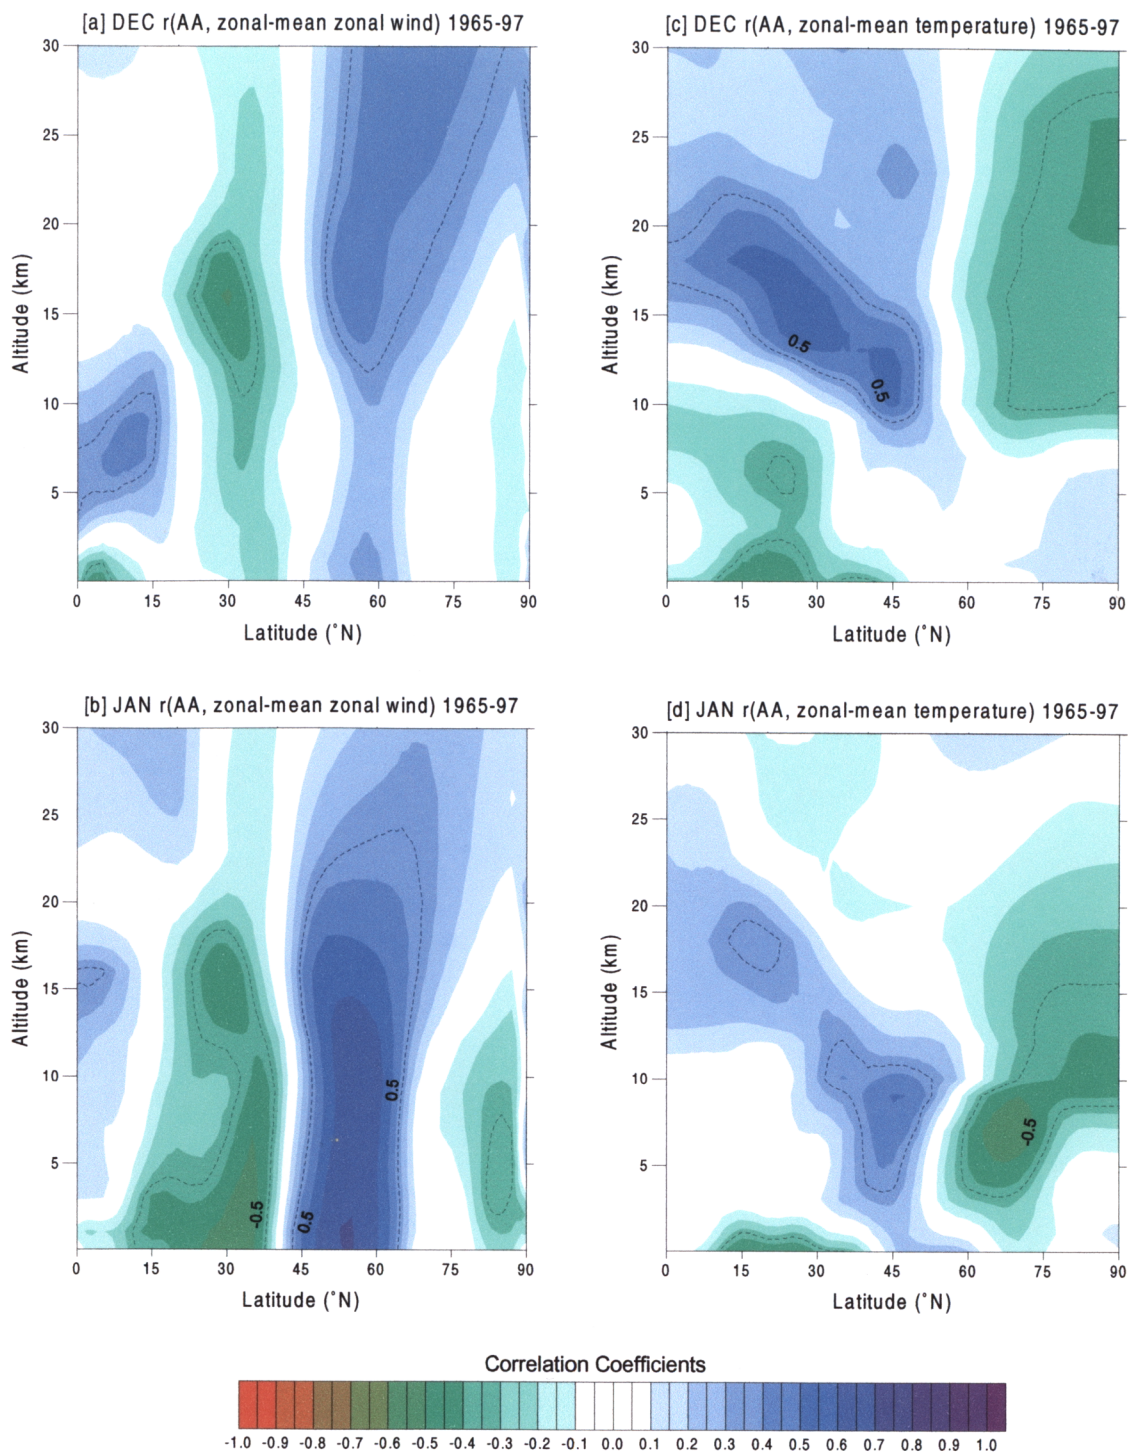 [a] DEC r(AA, zonal-mean zonal wind) 1965-97
30
25
20
15
10
5
Altitude (km)
0 15 30 45 60 75 90
Latitude (°N)
[c] DEC r(AA, zonal-mean temperature) 1965-97
30
25
20
15
10
5
Altitude (km)
0.5
0.5
0 15 30 45 60 75 90
Latitude (°N)
[b] JAN r(AA, zonal-mean zonal wind) 1965-97
30
25
20
15
10
5
Altitude (km)
0.5
-0.5
0.5
0 15 30 45 60 75 90
Latitude (°N)
[d] JAN r(AA, zonal-mean temperature) 1965-97
30
25
20
15
10
5
Altitude (km)
-0.5
0 15 30 45 60 75 90
Latitude (°N)
Correlation Coefficients
-1.0 -0.9 -0.8 -0.7 -0.6 -0.5 -0.4 -0.3 -0.2 -0.1 0.0 0.1 0.2 0.3 0.4 0.5 0.6 0.7 0.8 0.9 1.0